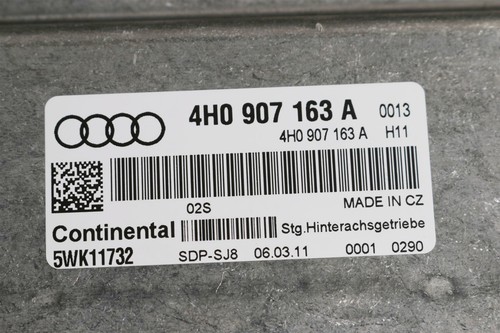 4H0 907 163 A 0013
4H0 907 163 A H11
02S MADE IN CZ
Continental Stg.Hinterachsgetriebe
5WK11732 SDP-SJ8 06.03.11 0001 0290